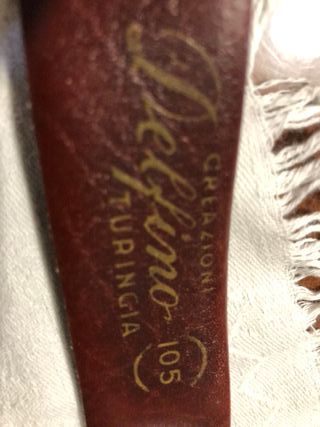 CREAZIONI
Delfino
TURINGIA
(105)